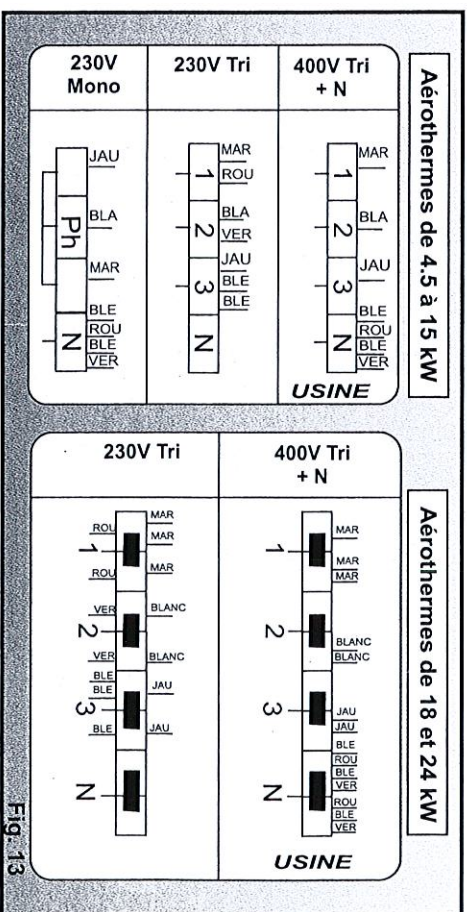 Aérothermes de 4.5 à 15 kW
230V
Mono
JAU
BLA
Ph
MAR
BLE
ROU
BLE
VER
N
230V Tri
MAR
ROU
1
BLA
VER
2
JAU
BLE
BLE
3
N
400V Tri
+ N
MAR
1
BLA
2
JAU
3
BLE
ROU
BLE
VER
N
USINE
Aérothermes de 18 et 24 kW
230V Tri
MAR
ROU
MAR
1
ROU
MAR
VER
BLANC
2
VER
BLANC
BLE
BLE
JAU
3
BLE
JAU
N
400V Tri
+ N
MAR
1
MAR
MAR
2
BLANC
BLANC
3
JAU
JAU
BLE
ROU
BLE
VER
N
ROU
BLE
VER
USINE
Fig. 13